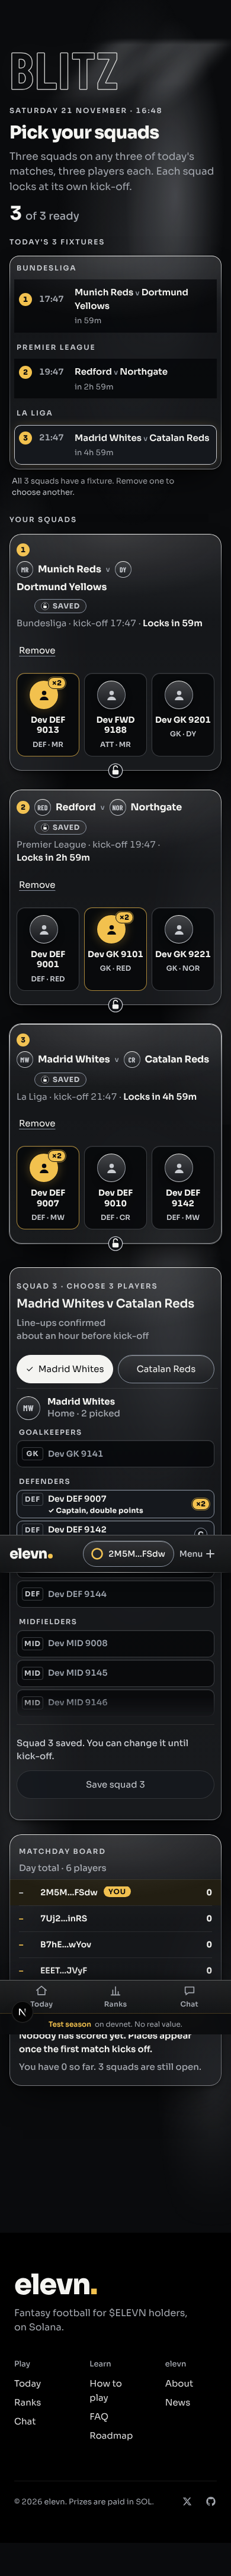 BLITZ
SATURDAY 21 NOVEMBER · 16:48
Pick your squads
Three squads on any three of today's
matches, three players each. Each squad
locks at its own kick-off.
3 of 3 ready
TODAY'S 3 FIXTURES
BUNDESLIGA
1 17:47 Munich Reds v Dortmund
Yellows
in 59m
PREMIER LEAGUE
2 19:47 Redford v Northgate
in 2h 59m
LA LIGA
3 21:47 Madrid Whites v Catalan Reds
in 4h 59m
All 3 squads have a fixture. Remove one to
choose another.
YOUR SQUADS
1
MR Munich Reds v DY
Dortmund Yellows
SAVED
Bundesliga · kick-off 17:47 · Locks in 59m
Remove
×2
Dev DEF
9013
DEF · MR
Dev FWD
9188
ATT · MR
Dev GK 9201
GK · DY
2 RED Redford v NOR Northgate
SAVED
Premier League · kick-off 19:47 ·
Locks in 2h 59m
Remove
Dev DEF
9001
DEF · RED
×2
Dev GK 9101
GK · RED
Dev GK 9221
GK · NOR
3
MW Madrid Whites v CR Catalan Reds
SAVED
La Liga · kick-off 21:47 · Locks in 4h 59m
Remove
×2
Dev DEF
9007
DEF · MW
Dev DEF
9010
DEF · CR
Dev DEF
9142
DEF · MW
SQUAD 3 · CHOOSE 3 PLAYERS
Madrid Whites v Catalan Reds
Line-ups confirmed
about an hour before kick-off
✓ Madrid Whites
Catalan Reds
MW Madrid Whites
Home · 2 picked
GOALKEEPERS
GK Dev GK 9141
DEFENDERS
DEF Dev DEF 9007 ×2
✓ Captain, double points
DEF Dev DEF 9142 C
elevn. 2M5M...FSdw Menu +
DEF Dev DEF 9144
MIDFIELDERS
MID Dev MID 9008
MID Dev MID 9145
MID Dev MID 9146
Squad 3 saved. You can change it until
kick-off.
Save squad 3
MATCHDAY BOARD
Day total · 6 players
– 2M5M...FSdw YOU 0
– 7Uj2...inRS 0
– B7hE...wYov 0
– EEET...JVyF 0
Today Ranks Chat
N
Test season on devnet. No real value.
Nobody has scored yet. Places appear
once the first match kicks off.
You have 0 so far. 3 squads are still open.
elevn.
Fantasy football for $ELEVN holders,
on Solana.
Play Learn elevn
Today How to play About
Ranks FAQ News
Chat Roadmap
© 2026 elevn. Prizes are paid in SOL.